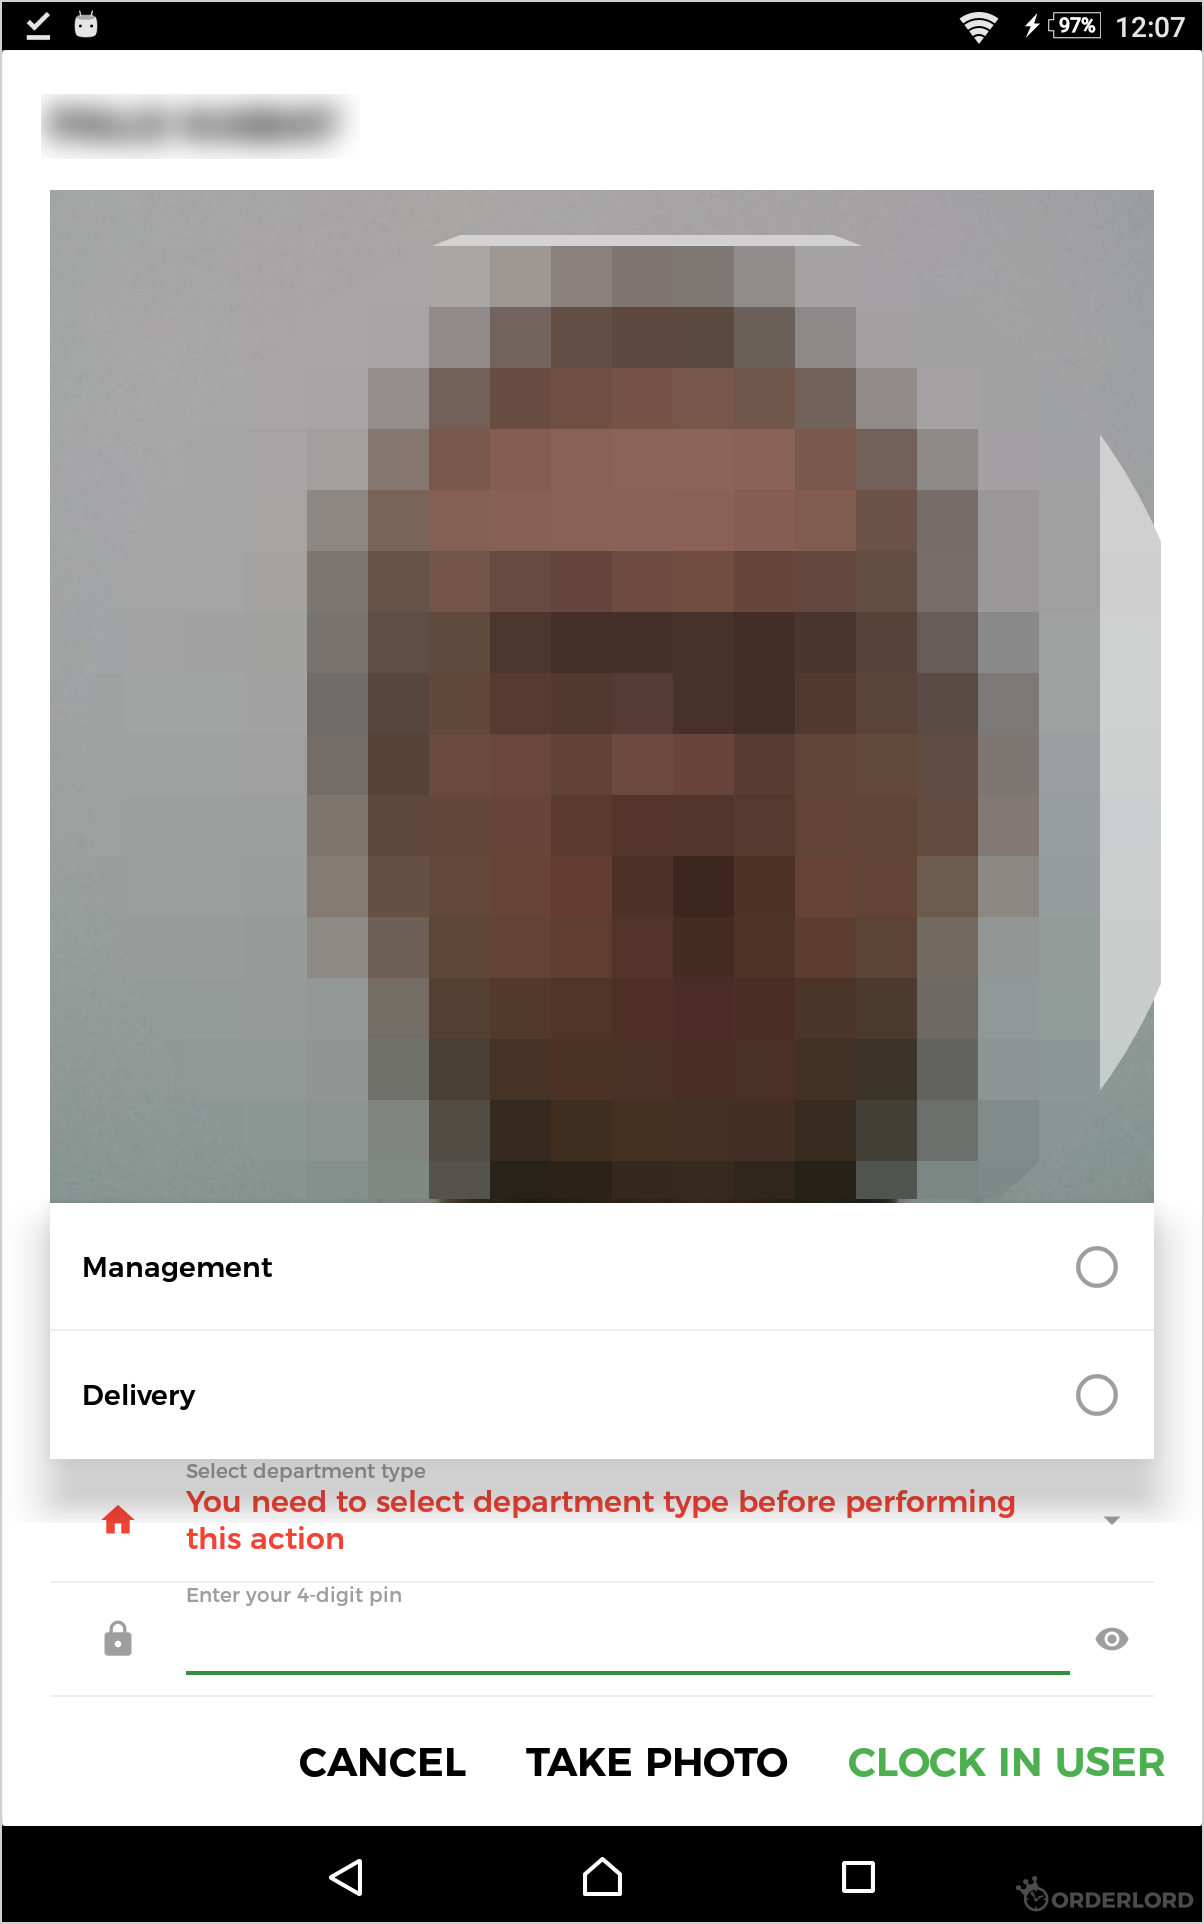 97%
12:07
Management
Delivery
Select department type
You need to select department type before performing
this action
Enter your 4-digit pin
CANCEL
TAKE PHOTO
CLOCK IN USER
ORDERLORD